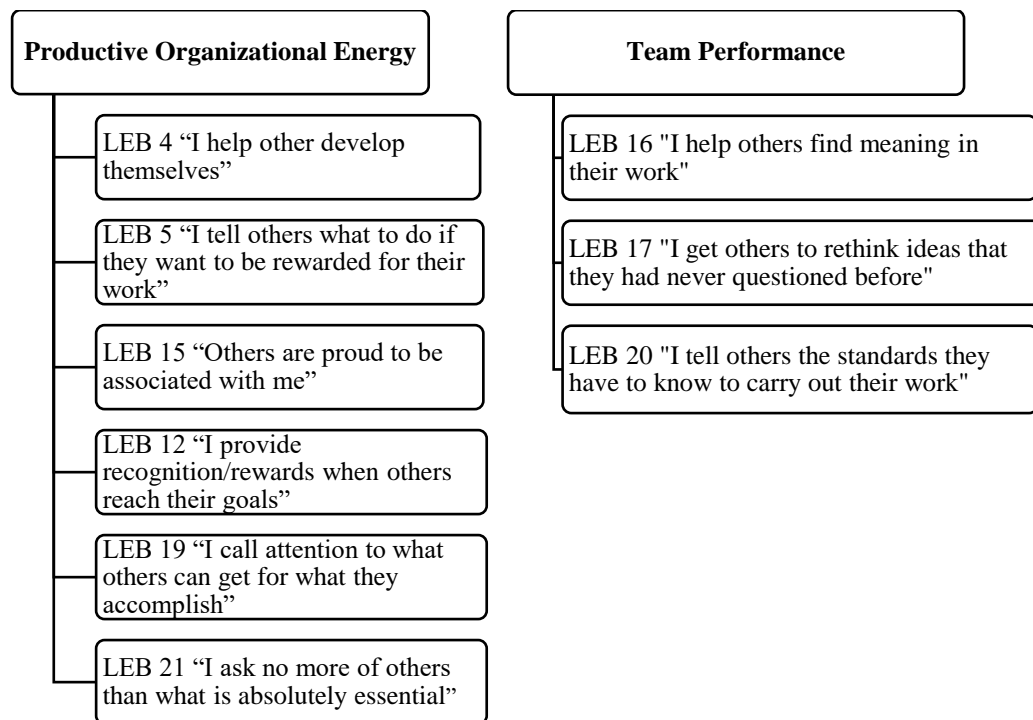 Productive Organizational Energy
LEB 4 “I help other develop
themselves”
LEB 5 “I tell others what to do if
they want to be rewarded for their
work”
LEB 15 “Others are proud to be
associated with me”
LEB 12 “I provide
recognition/rewards when others
reach their goals”
LEB 19 “I call attention to what
others can get for what they
accomplish”
LEB 21 “I ask no more of others
than what is absolutely essential”
Team Performance
LEB 16 "I help others find meaning in
their work"
LEB 17 "I get others to rethink ideas that
they had never questioned before"
LEB 20 "I tell others the standards they
have to know to carry out their work"